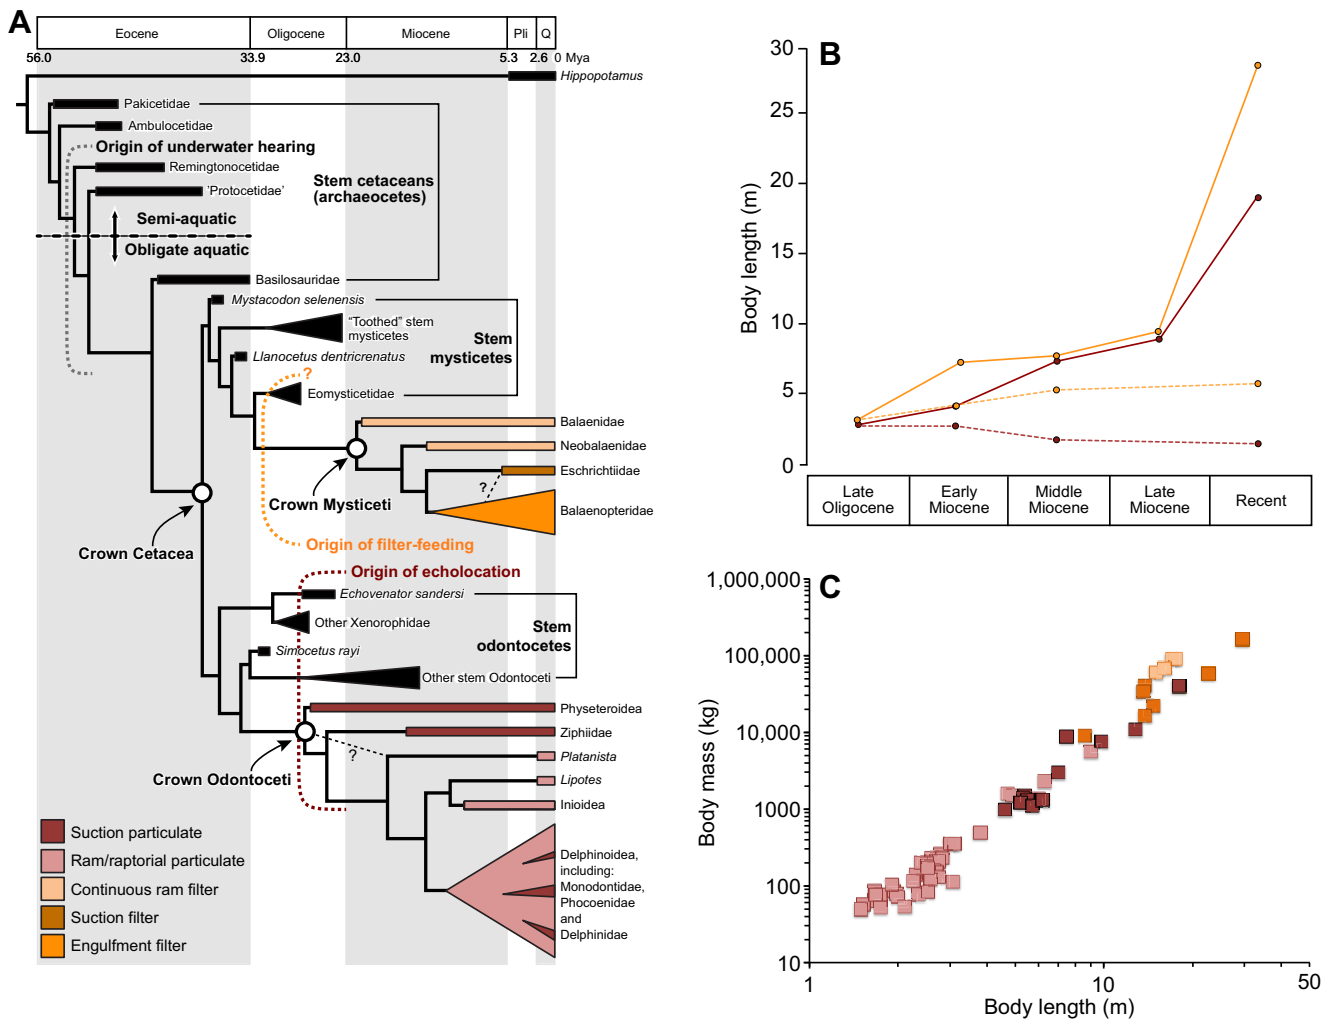 A
Eocene
Oligocene
Miocene
Pli
Q
56.0
33.9
23.0
5.3
2.6
0 Mya
Hippopotamus
Pakicetidae
Ambulocetidae
Origin of underwater hearing
Remingtonocetidae
'Protocetidae'
Stem cetaceans
(archaeocetes)
Semi-aquatic
Obligate aquatic
Basilosauridae
Mystacodon selenensis
"Toothed" stem
mysticetes
Stem
mysticetes
Llanocetus dentricrenatus
?
Eomysticetidae
Balaenidae
Neobalaenidae
Eschrichtiidae
?
Crown Mysticeti
Balaenopteridae
Origin of filter-feeding
Crown Cetacea
Origin of echolocation
Echovenator sandersi
Other Xenorophidae
Stem
odontocetes
Simocetus rayi
Other stem Odontoceti
Physeteroidea
Ziphiidae
?
Platanista
Crown Odontoceti
Lipotes
Inioidea
Delphinoidea,
including:
Monodontidae,
Phocoenidae
and
Delphinidae
Suction particulate
Ram/raptorial particulate
Continuous ram filter
Suction filter
Engulfment filter
B
30
25
20
15
10
5
0
Body length (m)
Late
Oligocene
Early
Miocene
Middle
Miocene
Late
Miocene
Recent
C
1,000,000
100,000
10,000
1000
100
10
Body mass (kg)
1
10
50
Body length (m)